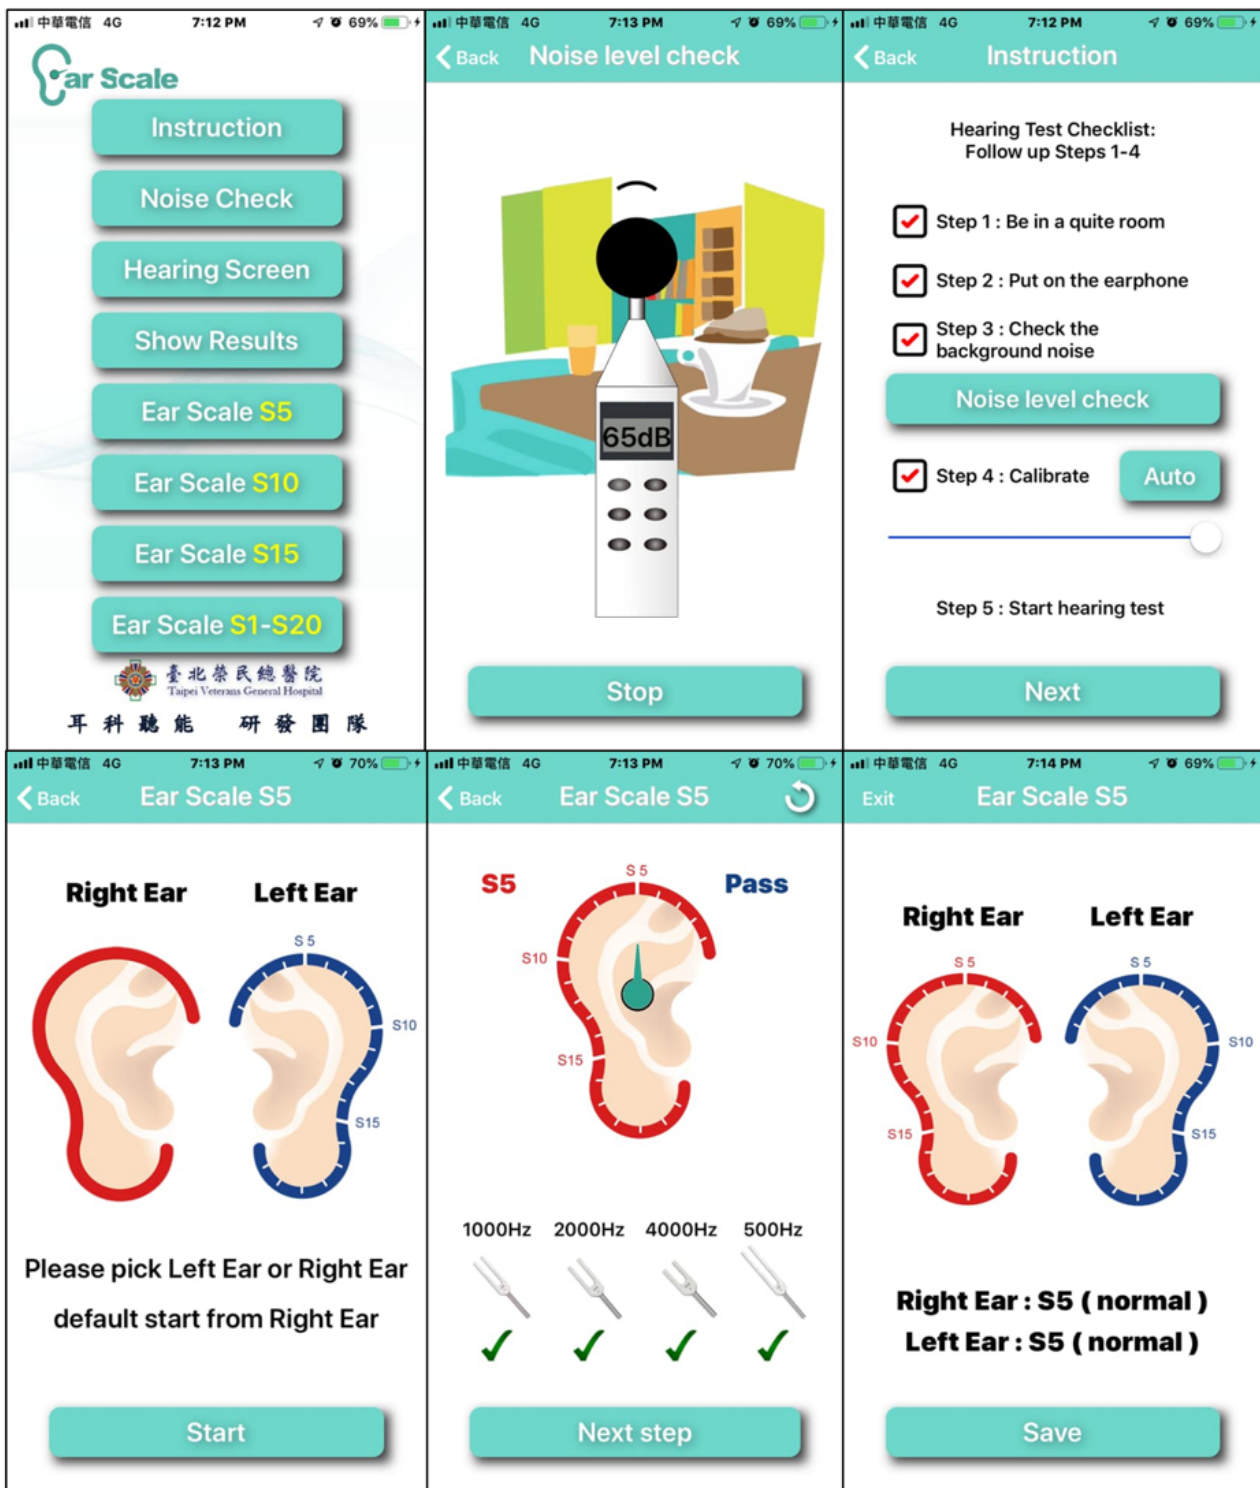 中華電信 4G 7:12 PM 69%
Ear Scale
Instruction
Noise Check
Hearing Screen
Show Results
Ear Scale S5
Ear Scale S10
Ear Scale S15
Ear Scale S1-S20
臺北榮民總醫院
Taipei Veterans General Hospital
耳科聽能 研發團隊
中華電信 4G 7:13 PM 69%
Back Noise level check
65dB
Stop
中華電信 4G 7:12 PM 69%
Back Instruction
Hearing Test Checklist:
Follow up Steps 1-4
Step 1 : Be in a quite room
Step 2 : Put on the earphone
Step 3 : Check the
background noise
Noise level check
Step 4 : Calibrate Auto
Step 5 : Start hearing test
Next
中華電信 4G 7:13 PM 70%
Back Ear Scale S5
Right Ear Left Ear
S 5
S10
S15
Please pick Left Ear or Right Ear
default start from Right Ear
Start
中華電信 4G 7:13 PM 70%
Back Ear Scale S5
S 5
S5 Pass
S10
S15
1000Hz 2000Hz 4000Hz 500Hz
Next step
中華電信 4G 7:14 PM 69%
Exit Ear Scale S5
Right Ear Left Ear
S 5 S 5
S10 S10
S15 S15
Right Ear : S5 ( normal )
Left Ear : S5 ( normal )
Save